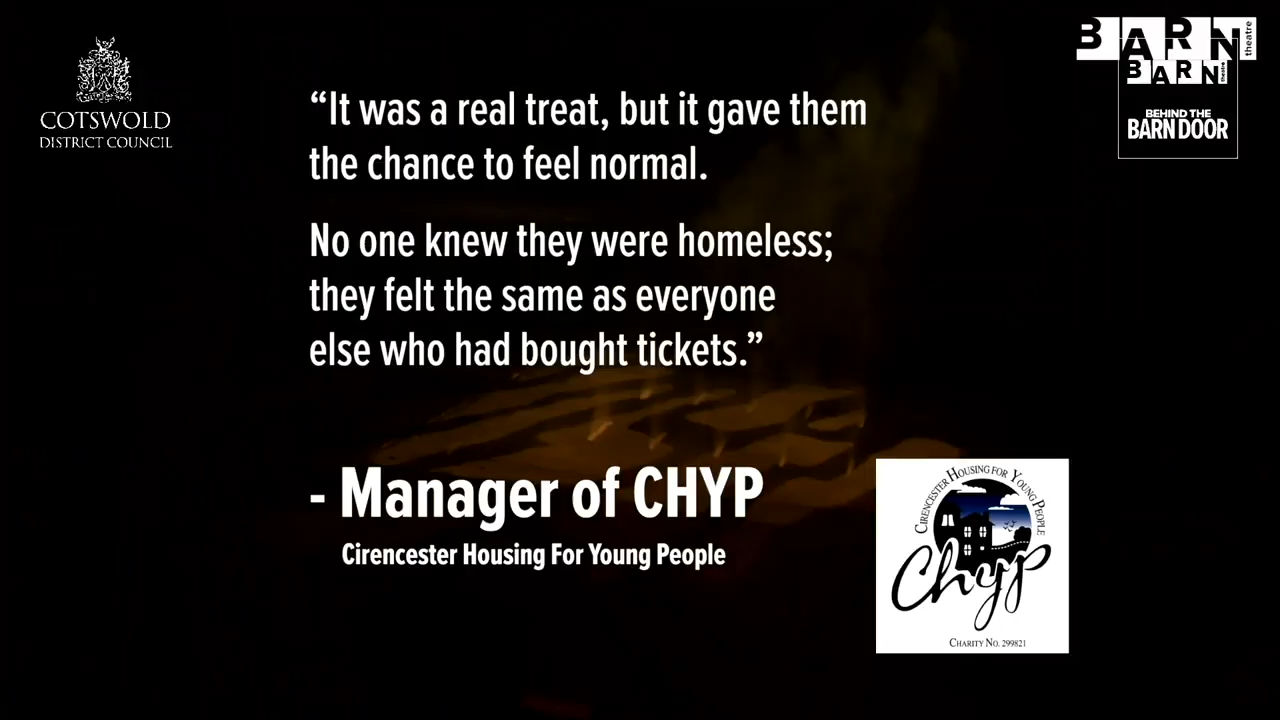 COTSWOLD
DISTRICT COUNCIL
BARN theatre
BARN theatre
BEHIND THE
BARN DOOR
“It was a real treat, but it gave them
the chance to feel normal.
No one knew they were homeless;
they felt the same as everyone
else who had bought tickets.”
- Manager of CHYP
Cirencester Housing For Young People
CIRENCESTER HOUSING FOR YOUNG PEOPLE
Chyp
CHARITY NO. 299821